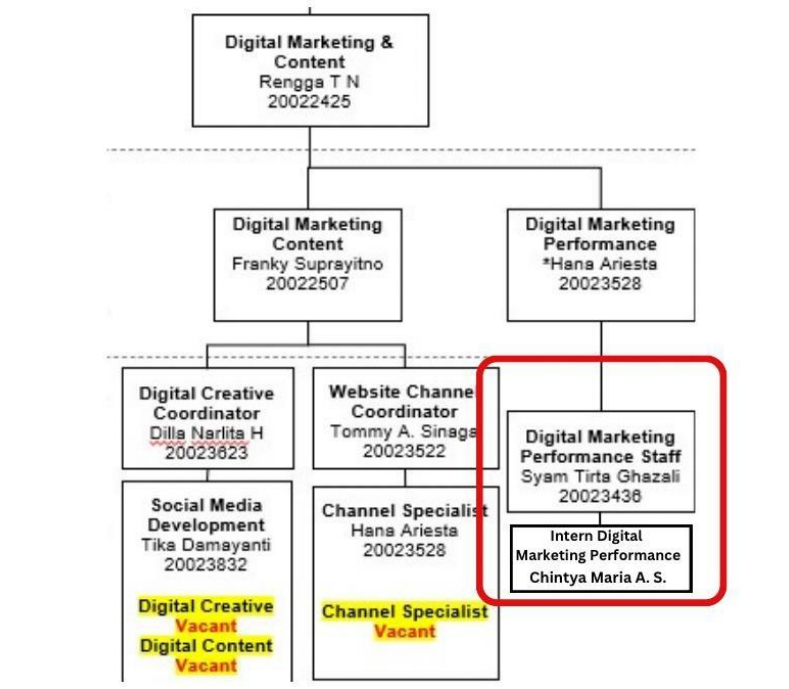 Digital Marketing &
Content
Rengga T N
20022425
Digital Marketing
Content
Franky Suprayitno
20022507
Digital Marketing
Performance
*Hana Ariesta
20023528
Digital Creative
Coordinator
Dilla Narlita H
20023623
Website Channel
Coordinator
Tommy A. Sinaga
20023522
Digital Marketing
Performance Staff
Syam Tirta Ghazali
20023436
Intern Digital
Marketing Performance
Chintya Maria A. S.
Social Media
Development
Tika Damayanti
20023832
Digital Creative
Vacant
Digital Content
Vacant
Channel Specialist
Hana Ariesta
20023528
Channel Specialist
Vacant